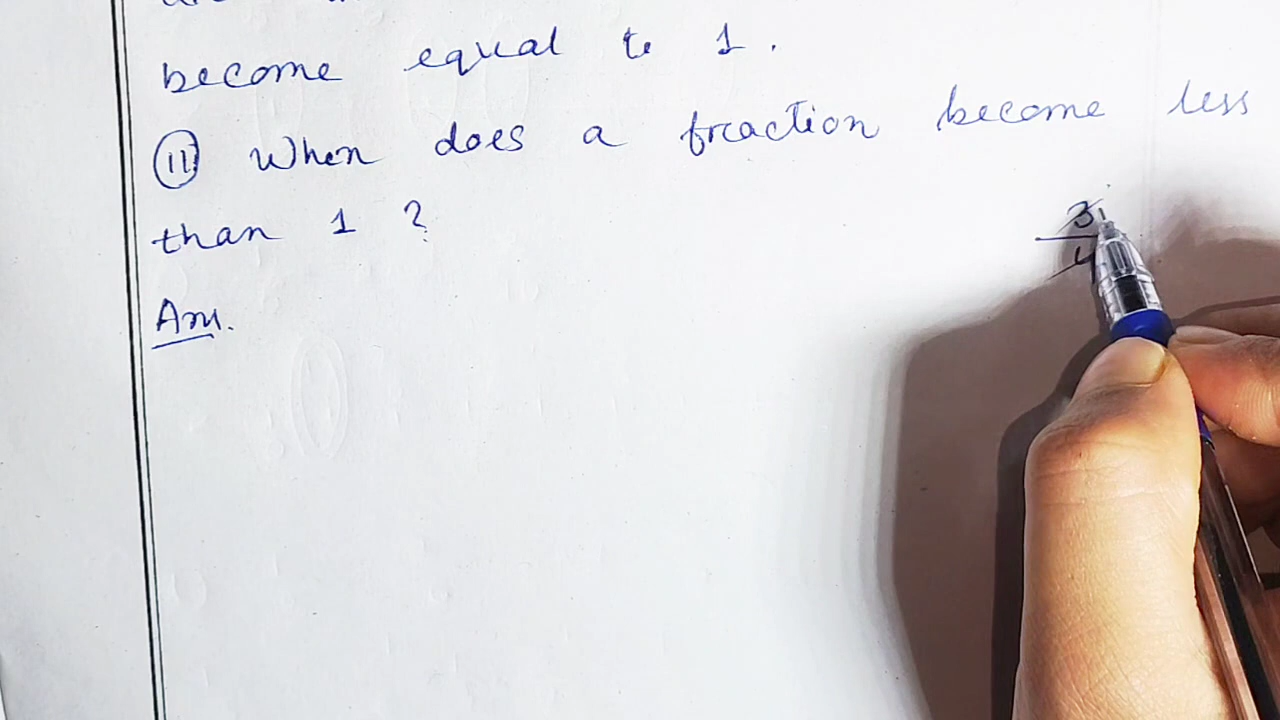 become equal to 1.
(ii) When does a fraction become less
than 1 ?
3
4
Ans.